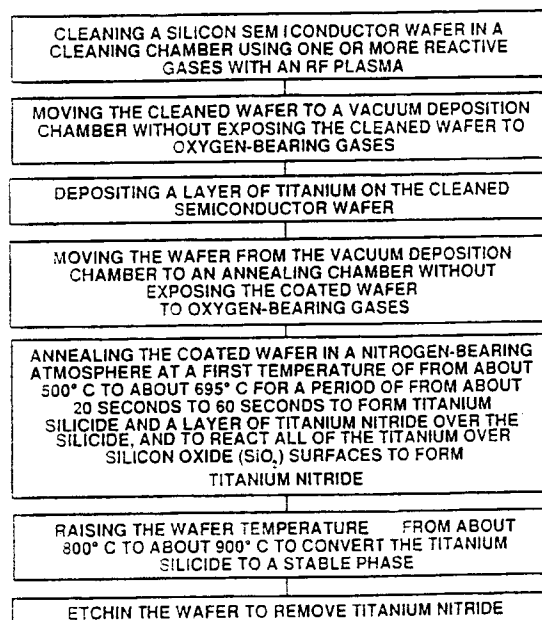 CLEANING A SILICON SEMICONDUCTOR WAFER IN A
CLEANING CHAMBER USING ONE OR MORE REACTIVE
GASES WITH AN RF PLASMA
MOVING THE CLEANED WAFER TO A VACUUM DEPOSITION
CHAMBER WITHOUT EXPOSING THE CLEANED WAFER TO
OXYGEN-BEARING GASES
DEPOSITING A LAYER OF TITANIUM ON THE CLEANED
SEMICONDUCTOR WAFER
MOVING THE WAFER FROM THE VACUUM DEPOSITION
CHAMBER TO AN ANNEALING CHAMBER WITHOUT
EXPOSING THE COATED WAFER
TO OXYGEN-BEARING GASES
ANNEALING THE COATED WAFER IN A NITROGEN-BEARING
ATMOSPHERE AT A FIRST TEMPERATURE OF FROM ABOUT
500° C TO ABOUT 695° C FOR A PERIOD OF FROM ABOUT
20 SECONDS TO 60 SECONDS TO FORM TITANIUM
SILICIDE AND A LAYER OF TITANIUM NITRIDE OVER THE
SILICIDE, AND TO REACT ALL OF THE TITANIUM OVER
SILICON OXIDE (SiO₂) SURFACES TO FORM
TITANIUM NITRIDE
RAISING THE WAFER TEMPERATURE FROM ABOUT
800° C TO ABOUT 900° C TO CONVERT THE TITANIUM
SILICIDE TO A STABLE PHASE
ETCHIN THE WAFER TO REMOVE TITANIUM NITRIDE